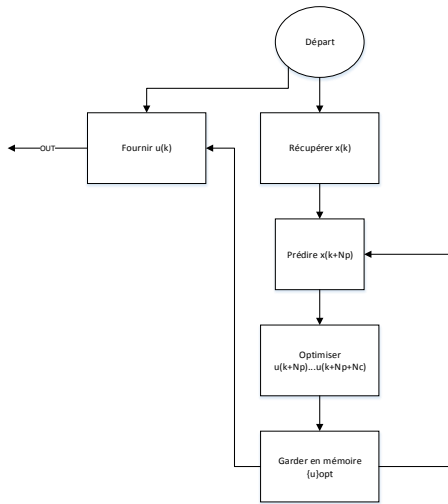 Départ
Fournir u(k)
Récupérer x(k)
OUT
Prédire x(k+Np)
Optimiser
u(k+Np)...u(k+Np+Nc)
Garder en mémoire
{u}opt